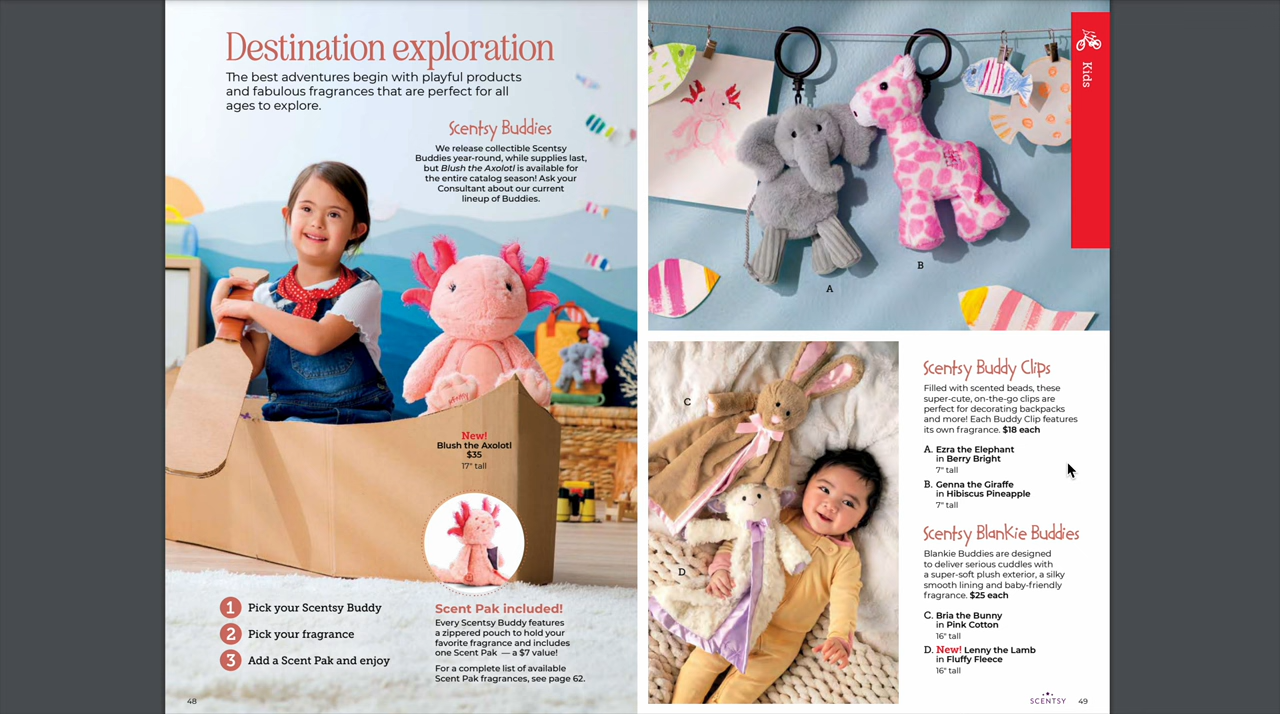 Destination exploration
The best adventures begin with playful products
and fabulous fragrances that are perfect for all
ages to explore.
Scentsy Buddies
We release collectible Scentsy
Buddies year-round, while supplies last,
but Blush the Axolotl is available for
the entire catalog season! Ask your
Consultant about our current
lineup of Buddies.
New!
Blush the Axolotl
$35
17" tall
1 Pick your Scentsy Buddy
2 Pick your fragrance
3 Add a Scent Pak and enjoy
Scent Pak included!
Every Scentsy Buddy features
a zippered pouch to hold your
favorite fragrance and includes
one Scent Pak — a $7 value!
For a complete list of available
Scent Pak fragrances, see page 62.
48
Kids
A
B
C
D
Scentsy Buddy Clips
Filled with scented beads, these
super-cute, on-the-go clips are
perfect for decorating backpacks
and more! Each Buddy Clip features
its own fragrance. $18 each
A. Ezra the Elephant
in Berry Bright
7" tall
B. Genna the Giraffe
in Hibiscus Pineapple
7" tall
Scentsy Blankie Buddies
Blankie Buddies are designed
to deliver serious cuddles with
a super-soft plush exterior, a silky
smooth lining and baby-friendly
fragrance. $25 each
C. Bria the Bunny
in Pink Cotton
16" tall
D. New! Lenny the Lamb
in Fluffy Fleece
16" tall
SCENTSY 49